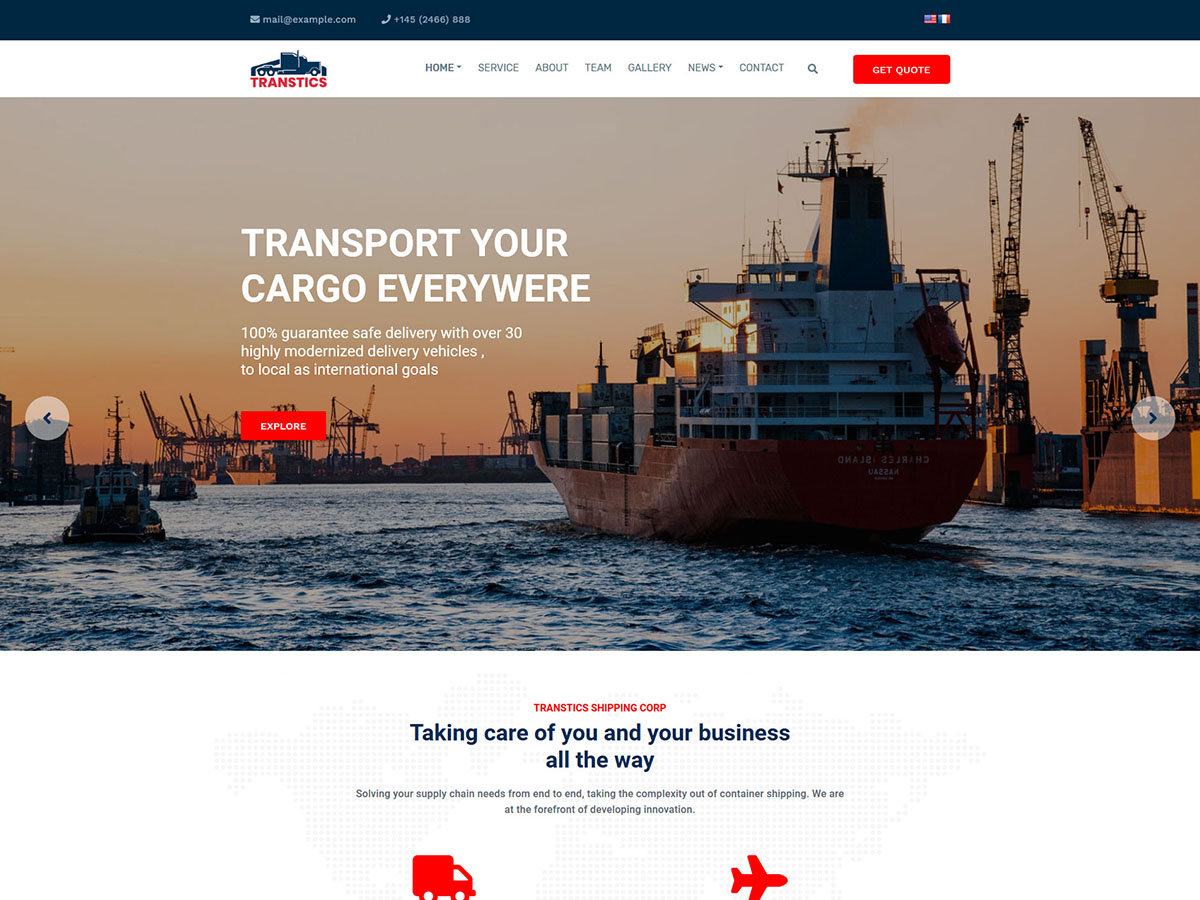 mail@example.com
+145 (2466) 888
TRANSTICS
HOME
SERVICE
ABOUT
TEAM
GALLERY
NEWS
CONTACT
GET QUOTE
TRANSPORT YOUR
CARGO EVERYWERE
100% guarantee safe delivery with over 30
highly modernized delivery vehicles ,
to local as international goals
EXPLORE
CHARLES ISLAND
NASSAU
TRANSTICS SHIPPING CORP
Taking care of you and your business
all the way
Solving your supply chain needs from end to end, taking the complexity out of container shipping. We are
at the forefront of developing innovation.